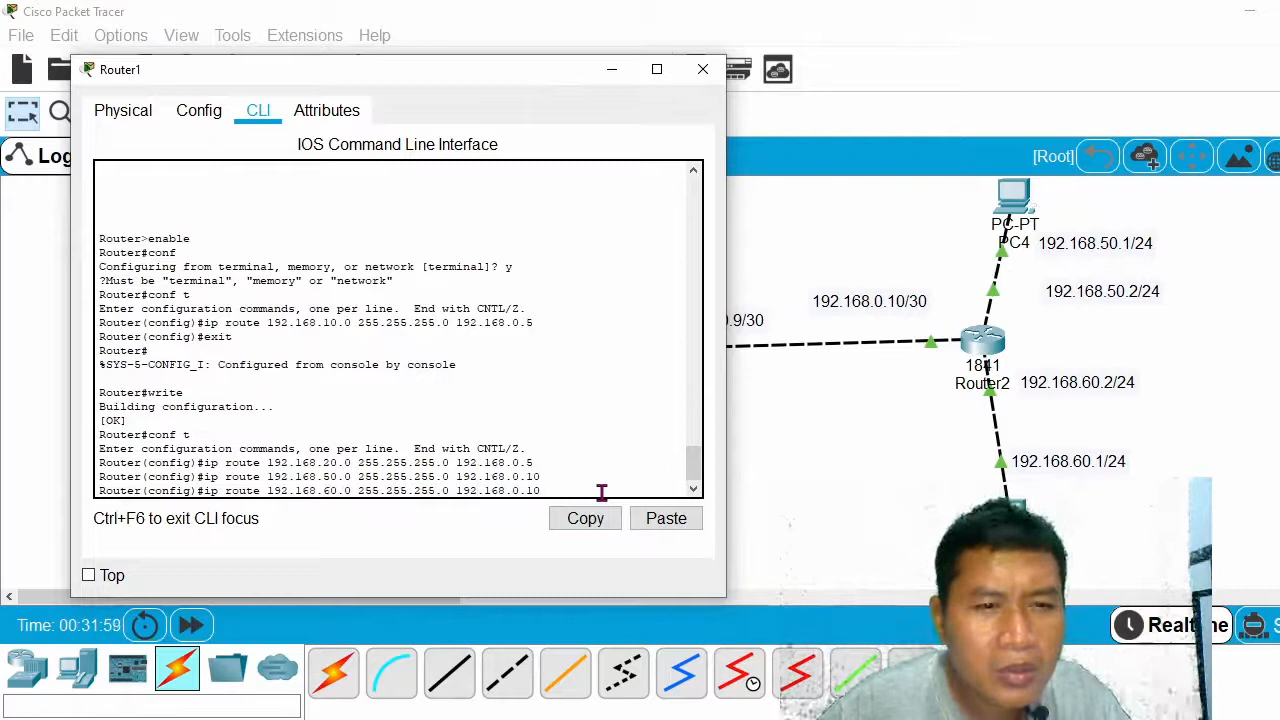 Cisco Packet Tracer
File Edit Options View Tools Extensions Help
Router1
Physical Config CLI Attributes
IOS Command Line Interface
Router>enable
Router#conf
Configuring from terminal, memory, or network [terminal]? y
?Must be "terminal", "memory" or "network"
Router#conf t
Enter configuration commands, one per line. End with CNTL/Z.
Router(config)#ip route 192.168.10.0 255.255.255.0 192.168.0.5
Router(config)#exit
Router#
%SYS-5-CONFIG_I: Configured from console by console
Router#write
Building configuration...
[OK]
Router#conf t
Enter configuration commands, one per line. End with CNTL/Z.
Router(config)#ip route 192.168.20.0 255.255.255.0 192.168.0.5
Router(config)#ip route 192.168.50.0 255.255.255.0 192.168.0.10
Router(config)#ip route 192.168.60.0 255.255.255.0 192.168.0.10
Ctrl+F6 to exit CLI focus
Copy
Paste
Top
Log
[Root]
PC-PT
PC4
192.168.50.1/24
192.168.50.2/24
192.168.0.10/30
0.9/30
1841
Router2
192.168.60.2/24
192.168.60.1/24
Time: 00:31:59
Realtime
S